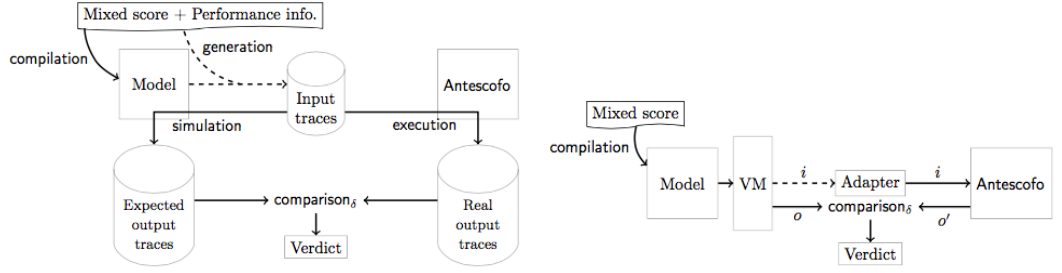 Mixed score + Performance info.
generation
compilation
Model
Input
traces
Antescofo
simulation
execution
Expected
output
traces
comparisonδ
Real
output
traces
Verdict
Mixed score
compilation
Model
VM
i
Adapter
i
Antescofo
o
comparisonδ
o′
Verdict